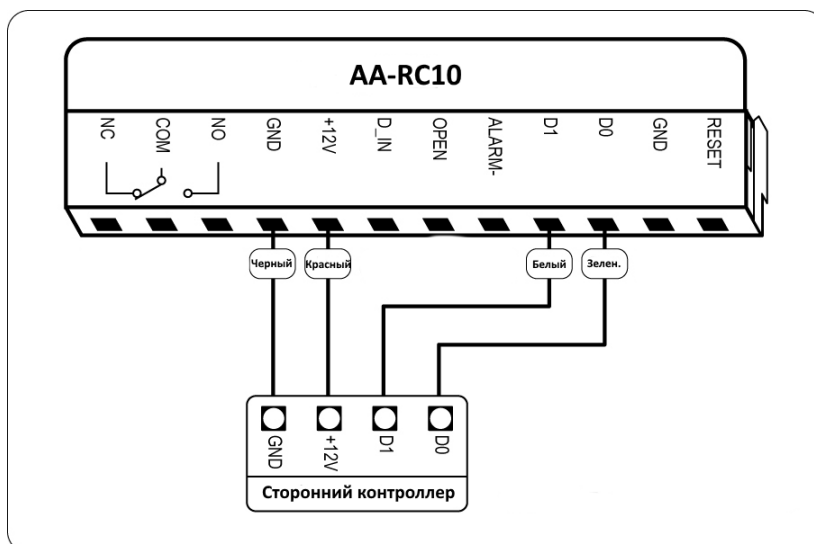 AA-RC10
NC
COM
NO
GND
+12V
D_IN
OPEN
ALARM-
D1
D0
GND
RESET
Черный
Красный
Белый
Зелен.
GND
+12V
D1
D0
Сторонний контроллер